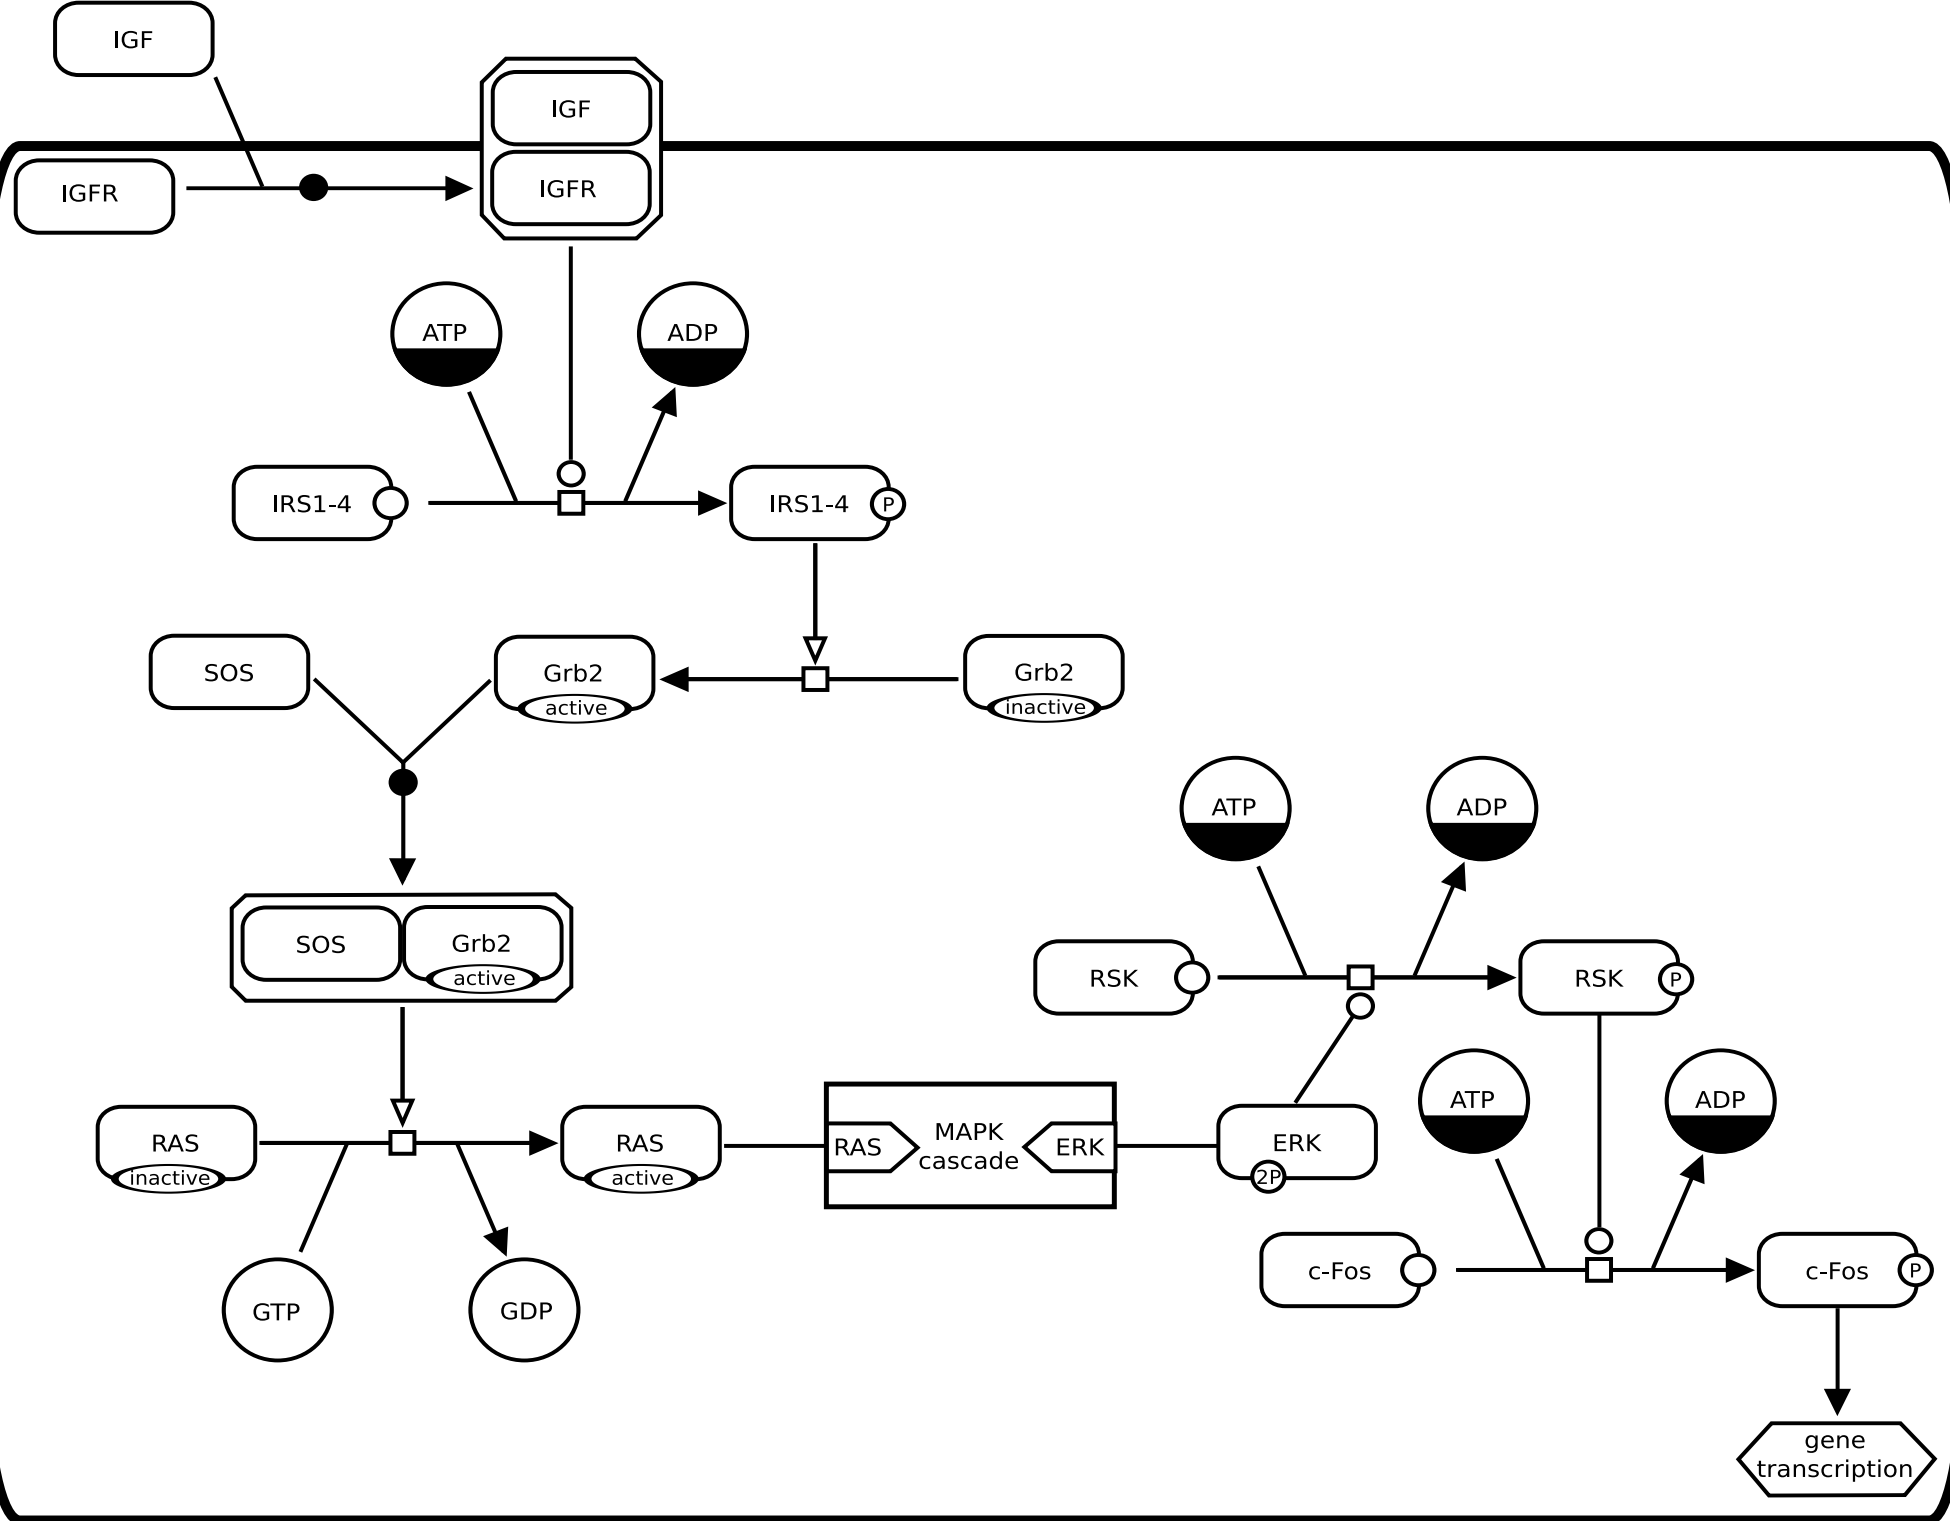 IGF
IGF
IGFR
IGFR
ATP
ADP
IRS1-4
IRS1-4
P
SOS
Grb2
active
Grb2
inactive
ATP
ADP
SOS
Grb2
active
RSK
RSK
P
ATP
ADP
RAS
inactive
RAS
active
RAS
MAPK
cascade
ERK
ERK
2P
c-Fos
c-Fos
P
GTP
GDP
gene
transcription